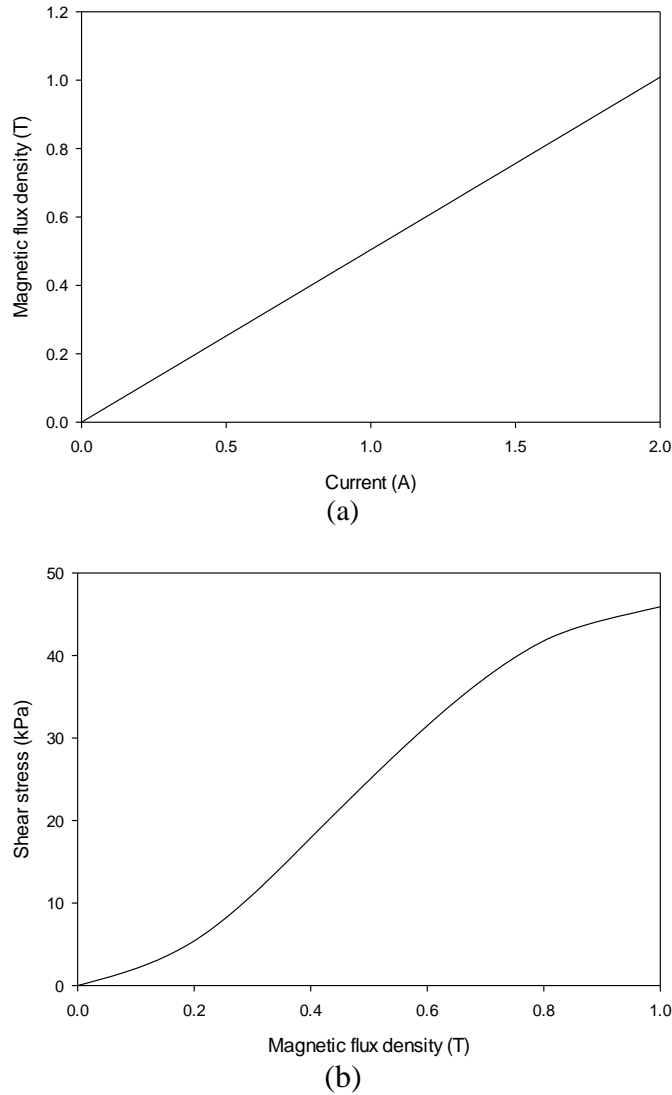 1.2
1.0
0.8
0.6
0.4
0.2
0.0
Magnetic flux density (T)
0.0 0.5 1.0 1.5 2.0
Current (A)
(a)
50
40
30
20
10
0
Shear stress (kPa)
0.0 0.2 0.4 0.6 0.8 1.0
Magnetic flux density (T)
(b)